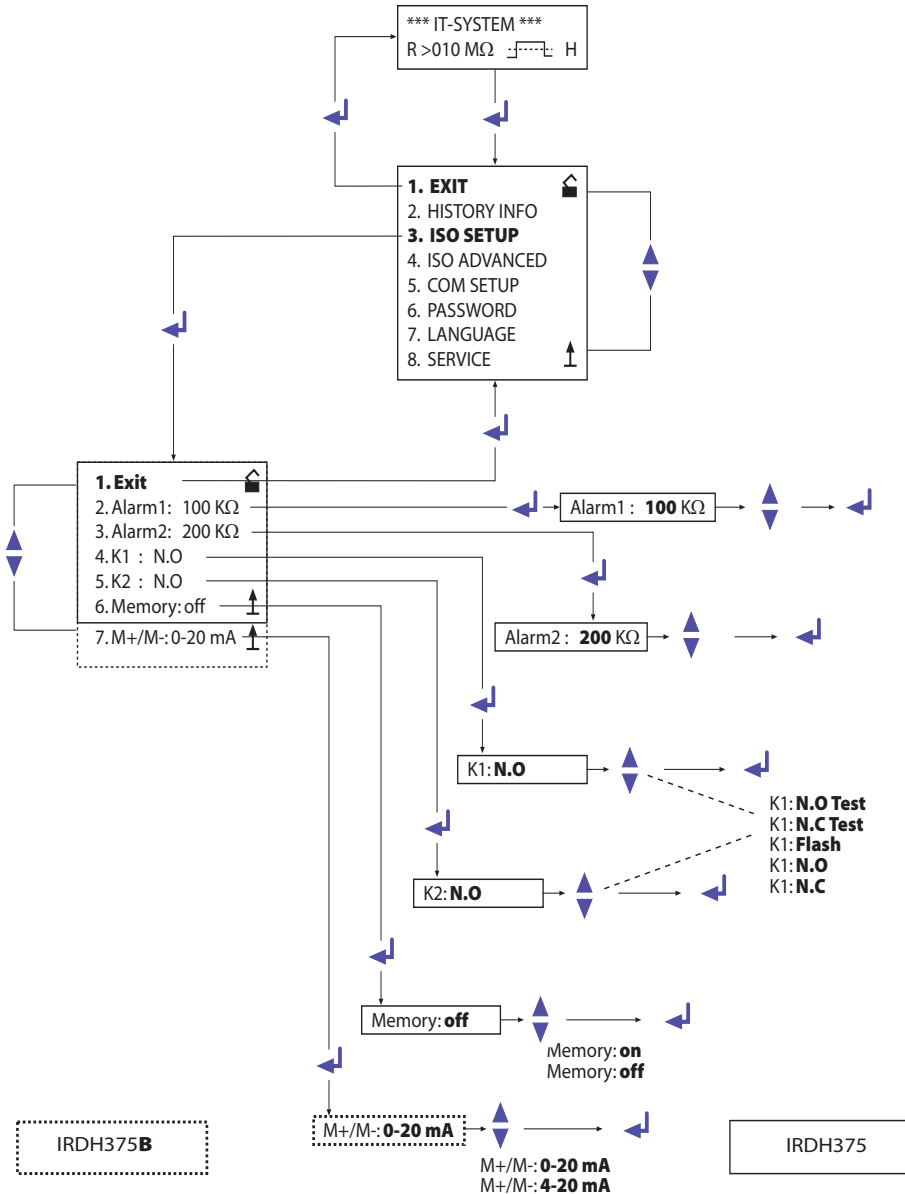 *** IT-SYSTEM ***
R >010 MΩ H
1. EXIT
2. HISTORY INFO
3. ISO SETUP
4. ISO ADVANCED
5. COM SETUP
6. PASSWORD
7. LANGUAGE
8. SERVICE
1. Exit
2. Alarm1: 100 KΩ
3. Alarm2: 200 KΩ
4. K1 : N.O
5. K2 : N.O
6. Memory: off
7. M+/M-: 0-20 mA
Alarm1 : 100 KΩ
Alarm2 : 200 KΩ
K1: N.O
K1: N.O Test
K1: N.C Test
K1: Flash
K1: N.O
K1: N.C
K2: N.O
Memory: off
Memory: on
Memory: off
M+/M-: 0-20 mA
M+/M-: 0-20 mA
M+/M-: 4-20 mA
IRDH375B
IRDH375